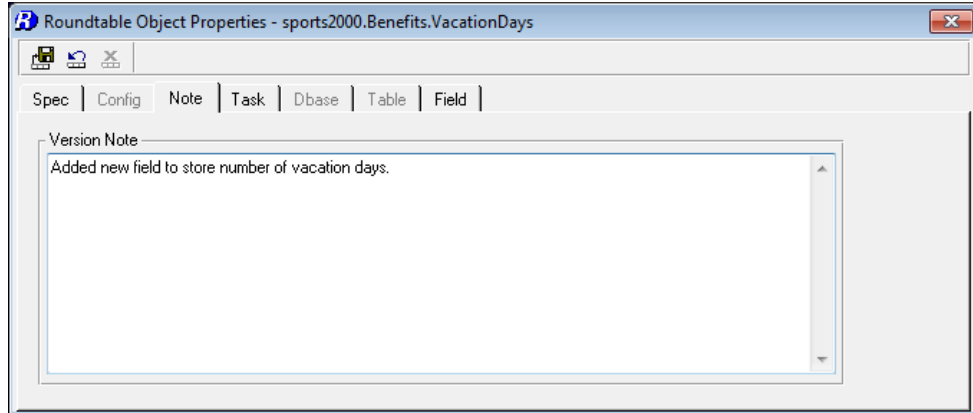 Roundtable Object Properties - sports2000.Benefits.VacationDays
Spec Config Note Task Dbase Table Field
Version Note
Added new field to store number of vacation days.